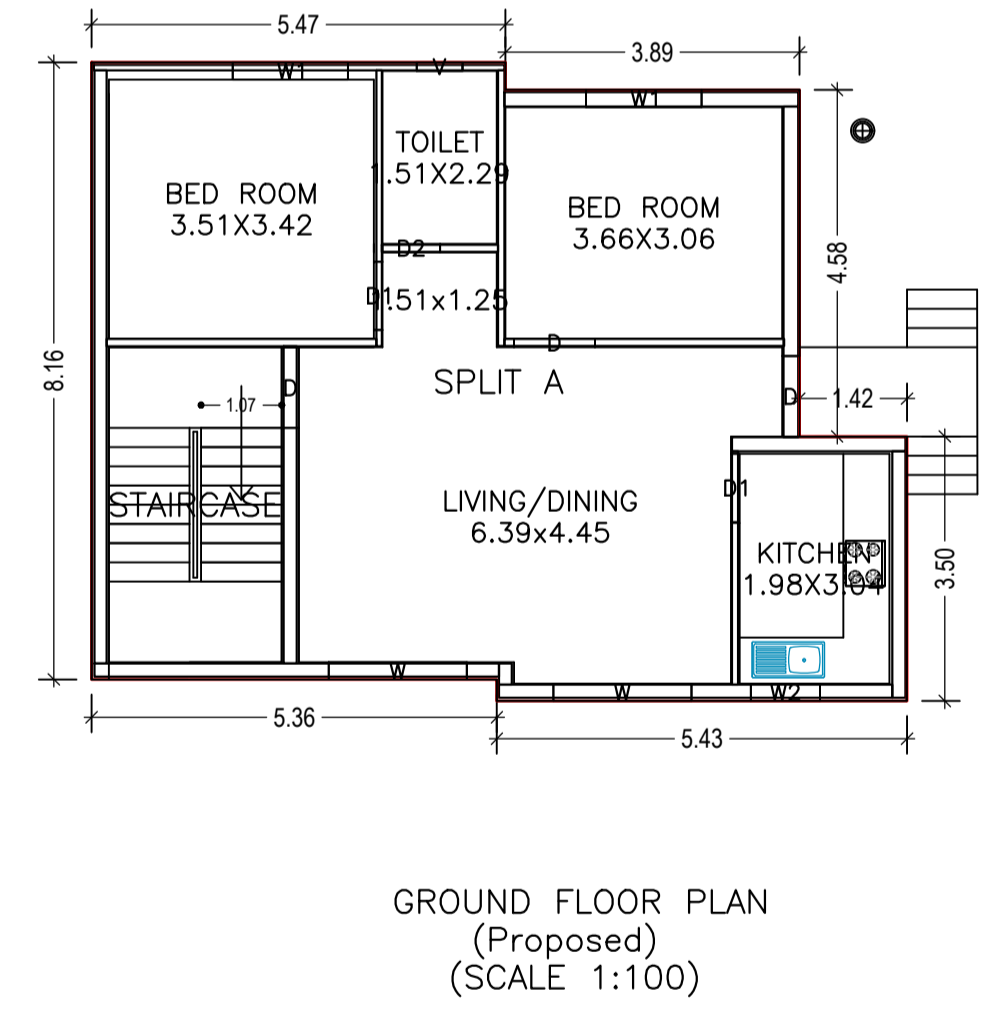 5.47
3.89
W1
V
W1
TOILET
1.51X2.29
BED ROOM
3.51X3.42
BED ROOM
3.66X3.06
D2
4.58
D1
1.51x1.25
D
8.16
SPLIT A
D
D
1.42
1.07
D1
STAIRCASE
LIVING/DINING
6.39x4.45
KITCHEN
1.98X3.04
3.50
W
W
W2
5.36
5.43
GROUND FLOOR PLAN
(Proposed)
(SCALE 1:100)